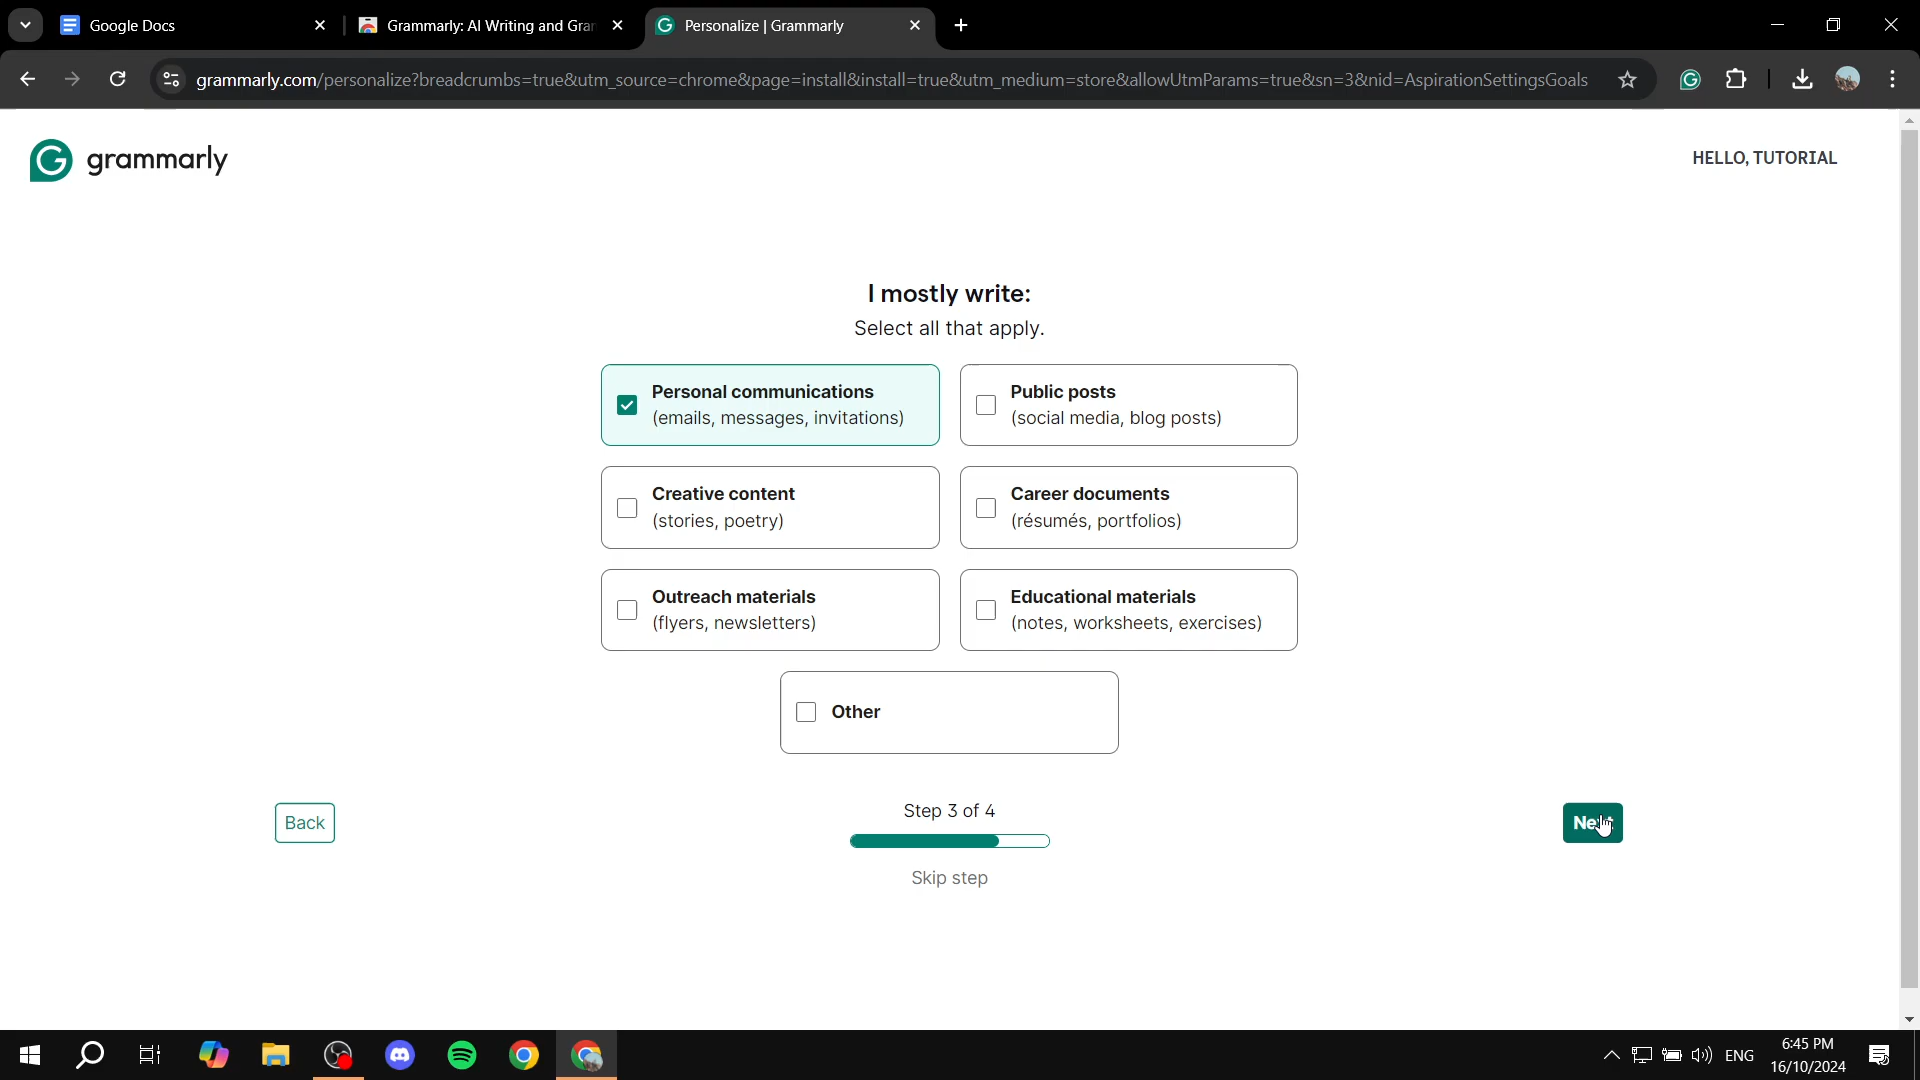 Google Docs
Grammarly: AI Writing and Gra
Personalize | Grammarly
grammarly.com/personalize?breadcrumbs=true&utm_source=chrome&page=install&install=true&utm_medium=store&allowUtmParams=true&sn=3&nid=AspirationSettingsGoals
grammarly
HELLO, TUTORIAL
I mostly write:
Select all that apply.
Personal communications
(emails, messages, invitations)
Public posts
(social media, blog posts)
Creative content
(stories, poetry)
Career documents
(résumés, portfolios)
Outreach materials
(flyers, newsletters)
Educational materials
(notes, worksheets, exercises)
Other
Back
Step 3 of 4
Next
Skip step
ENG
6:45 PM
16/10/2024